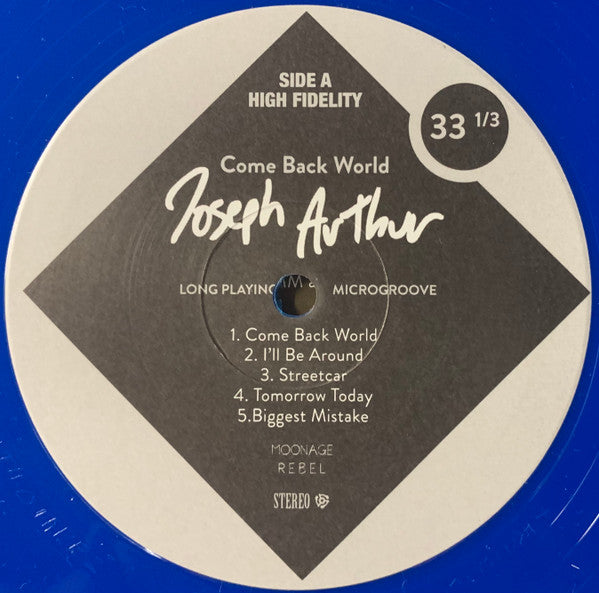 SIDE A
HIGH FIDELITY
33 1/3
Come Back World
Joseph Arthur
LONG PLAYING MICROGROOVE
1. Come Back World
2. I'll Be Around
3. Streetcar
4. Tomorrow Today
5.Biggest Mistake
MOONAGE
REBEL
STEREO